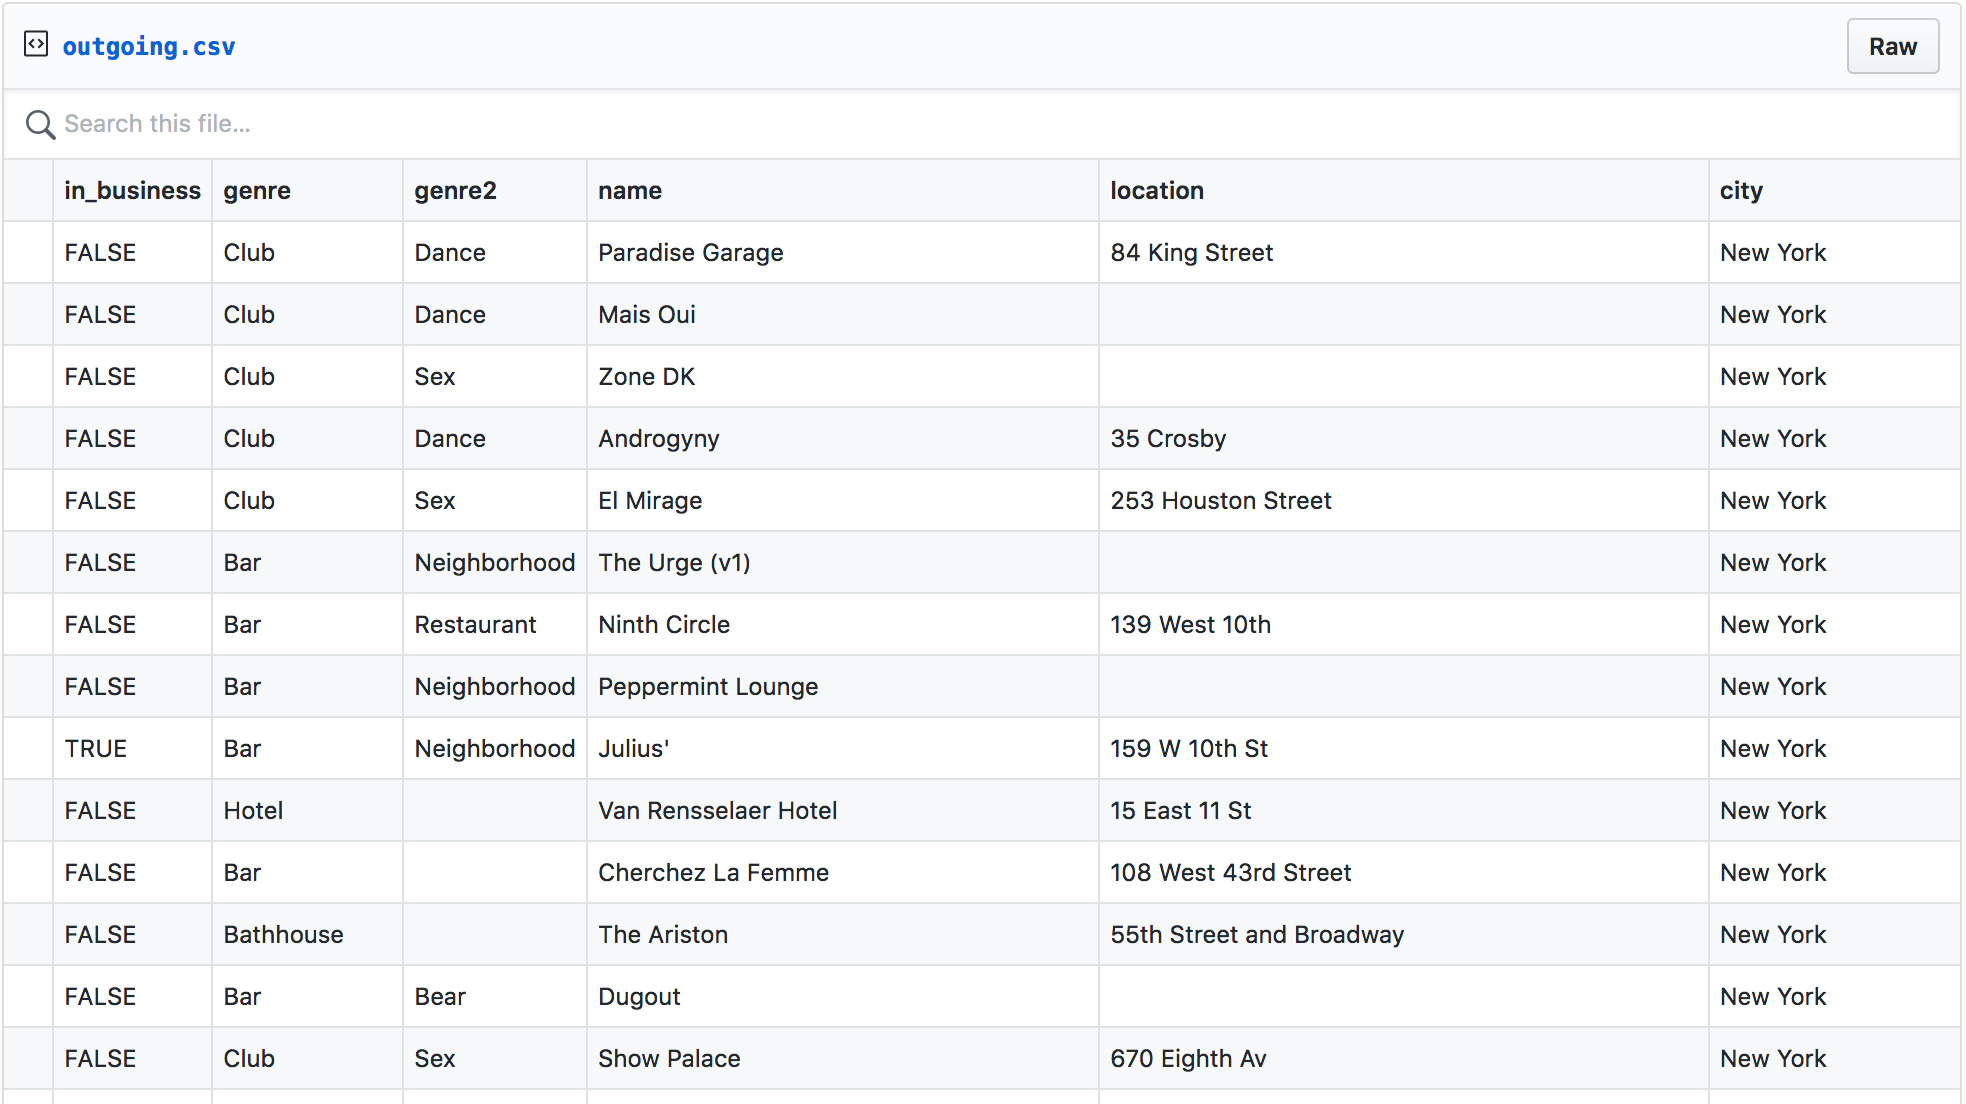 outgoing.csv Raw
Search this file...
in_business genre genre2 name location city
FALSE Club Dance Paradise Garage 84 King Street New York
FALSE Club Dance Mais Oui New York
FALSE Club Sex Zone DK New York
FALSE Club Dance Androgyny 35 Crosby New York
FALSE Club Sex El Mirage 253 Houston Street New York
FALSE Bar Neighborhood The Urge (v1) New York
FALSE Bar Restaurant Ninth Circle 139 West 10th New York
FALSE Bar Neighborhood Peppermint Lounge New York
TRUE Bar Neighborhood Julius' 159 W 10th St New York
FALSE Hotel Van Rensselaer Hotel 15 East 11 St New York
FALSE Bar Cherchez La Femme 108 West 43rd Street New York
FALSE Bathhouse The Ariston 55th Street and Broadway New York
FALSE Bar Bear Dugout New York
FALSE Club Sex Show Palace 670 Eighth Av New York